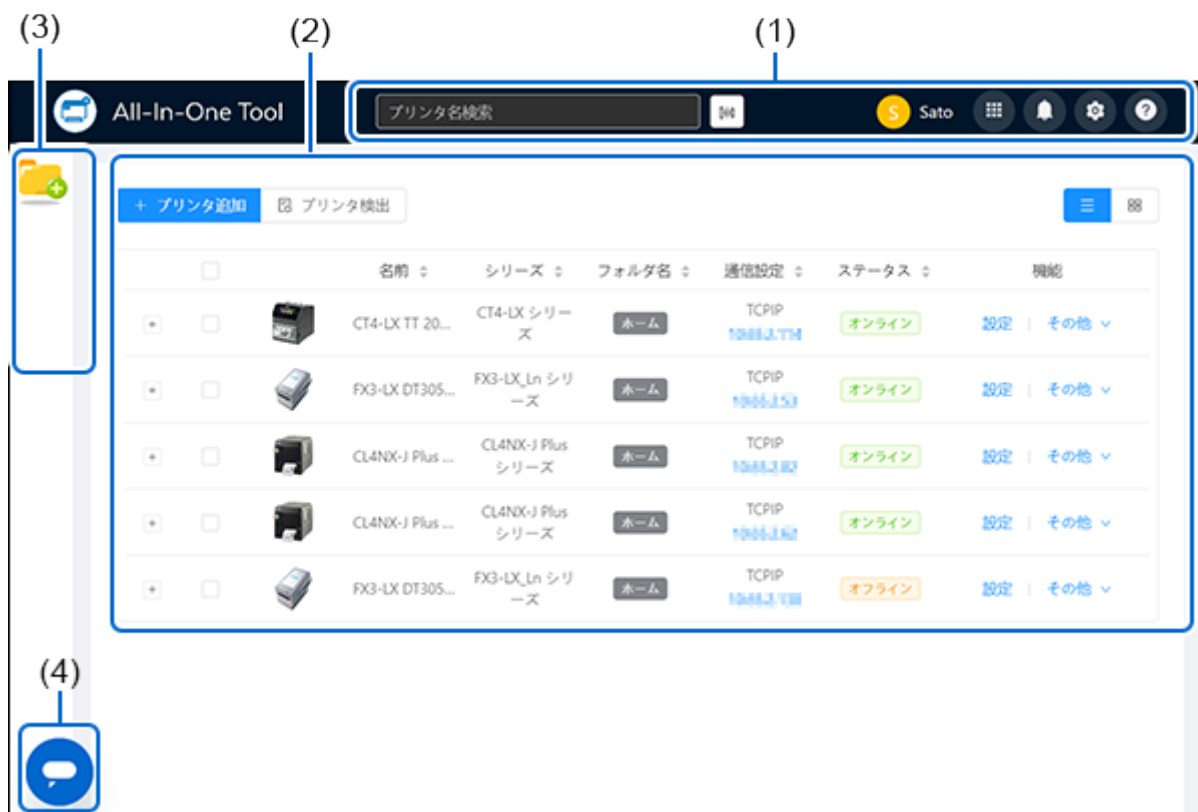 (3)
(2)
(1)
All-In-One Tool
プリンタ名検索
S
Sato
?
+ プリンタ追加
プリンタ検出
名前
シリーズ
フォルダ名
通信設定
ステータス
機能
CT4-LX TT 20...
CT4-LX シリー
ズ
ホーム
TCPIP
オンライン
設定
その他
FX3-LX DT305...
FX3-LX_Ln シリ
ーズ
ホーム
TCPIP
オンライン
設定
その他
CL4NX-J Plus ...
CL4NX-J Plus
シリーズ
ホーム
TCPIP
オンライン
設定
その他
CL4NX-J Plus ...
CL4NX-J Plus
シリーズ
ホーム
TCPIP
オンライン
設定
その他
FX3-LX DT305...
FX3-LX_Ln シリ
ーズ
ホーム
TCPIP
オフライン
設定
その他
(4)